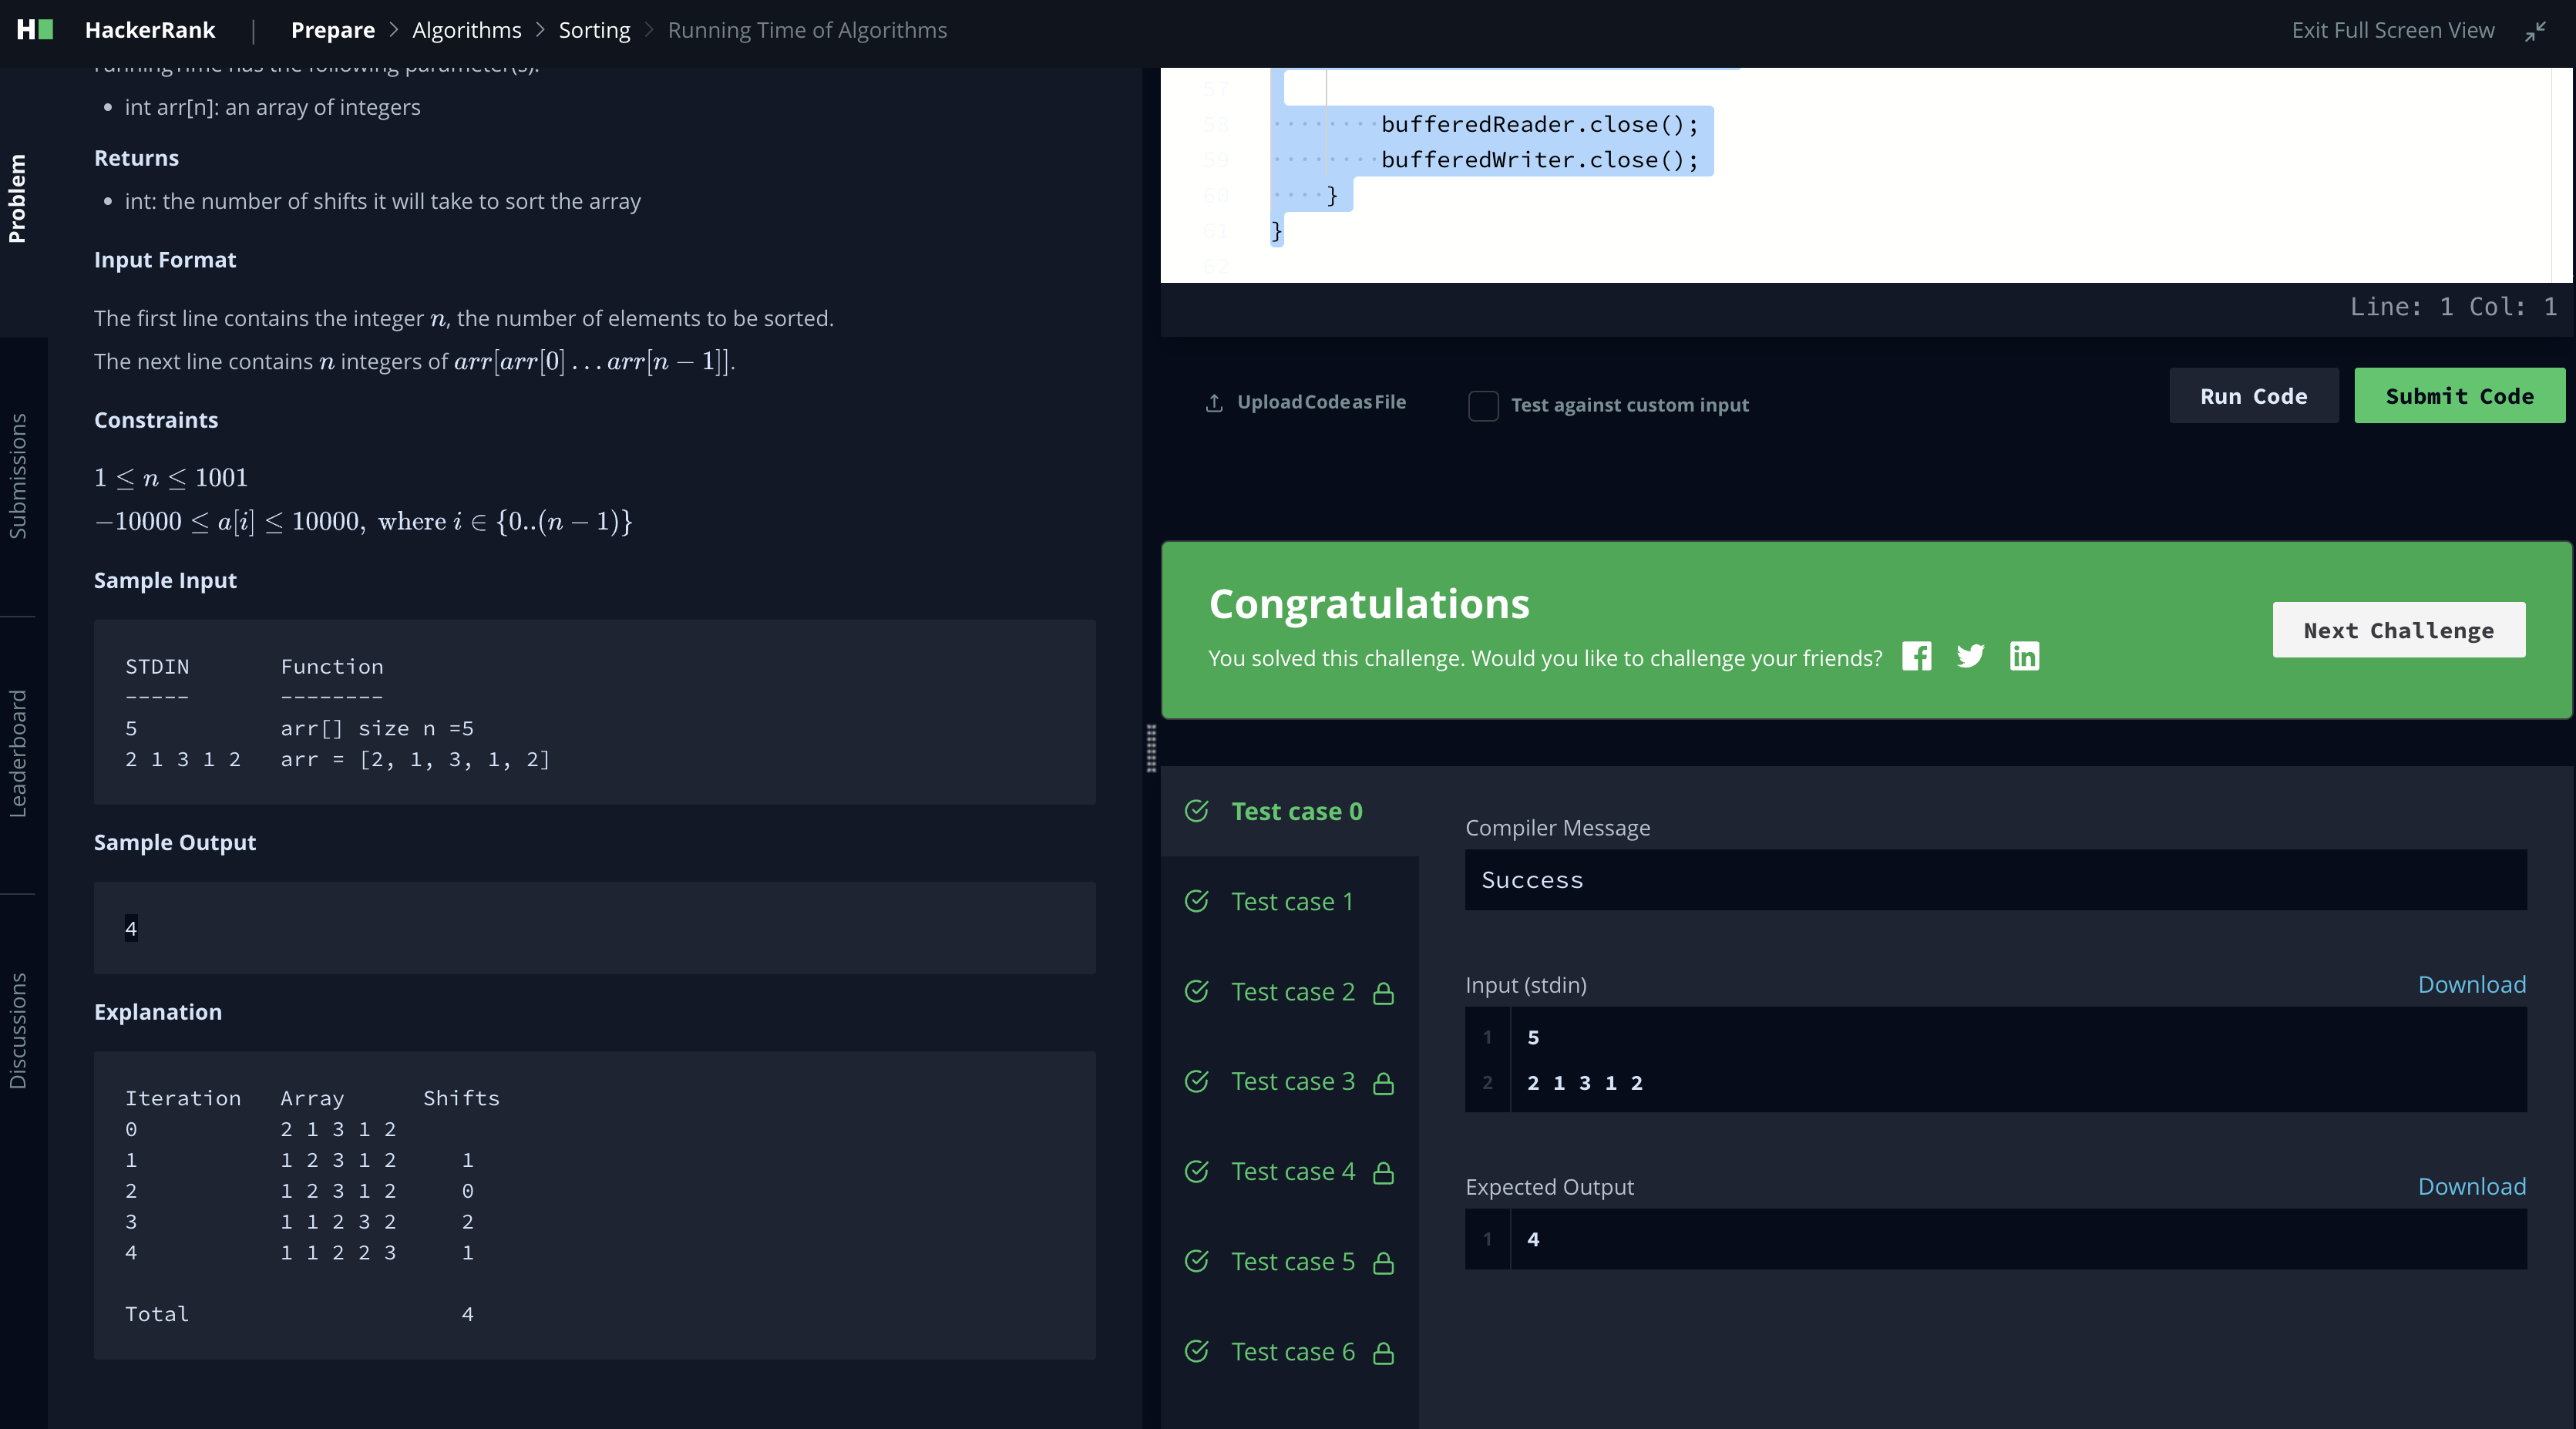 H HackerRank | Prepare > Algorithms > Sorting > Running Time of Algorithms
Exit Full Screen View
Problem
Submissions
Leaderboard
Discussions
runningTime has the following parameter(s):
• int arr[n]: an array of integers
Returns
• int: the number of shifts it will take to sort the array
Input Format
The first line contains the integer n, the number of elements to be sorted.
The next line contains n integers of arr[arr[0] . . . arr[n − 1]].
Constraints
1 ≤ n ≤ 1001
−10000 ≤ a[i] ≤ 10000, where i ∈ {0..(n − 1)}
Sample Input
STDIN Function
----- --------
5 arr[] size n =5
2 1 3 1 2 arr = [2, 1, 3, 1, 2]
Sample Output
4
Explanation
Iteration Array Shifts
0 2 1 3 1 2
1 1 2 3 1 2 1
2 1 2 3 1 2 0
3 1 1 2 3 2 2
4 1 1 2 2 3 1
Total 4
57
58 bufferedReader.close();
59 bufferedWriter.close();
60 }
61 }
62
Line: 1 Col: 1
Upload Code as File
Test against custom input
Run Code
Submit Code
Congratulations
You solved this challenge. Would you like to challenge your friends?
Next Challenge
Test case 0
Test case 1
Test case 2
Test case 3
Test case 4
Test case 5
Test case 6
Compiler Message
Success
Input (stdin)
Download
1 5
2 2 1 3 1 2
Expected Output
Download
1 4